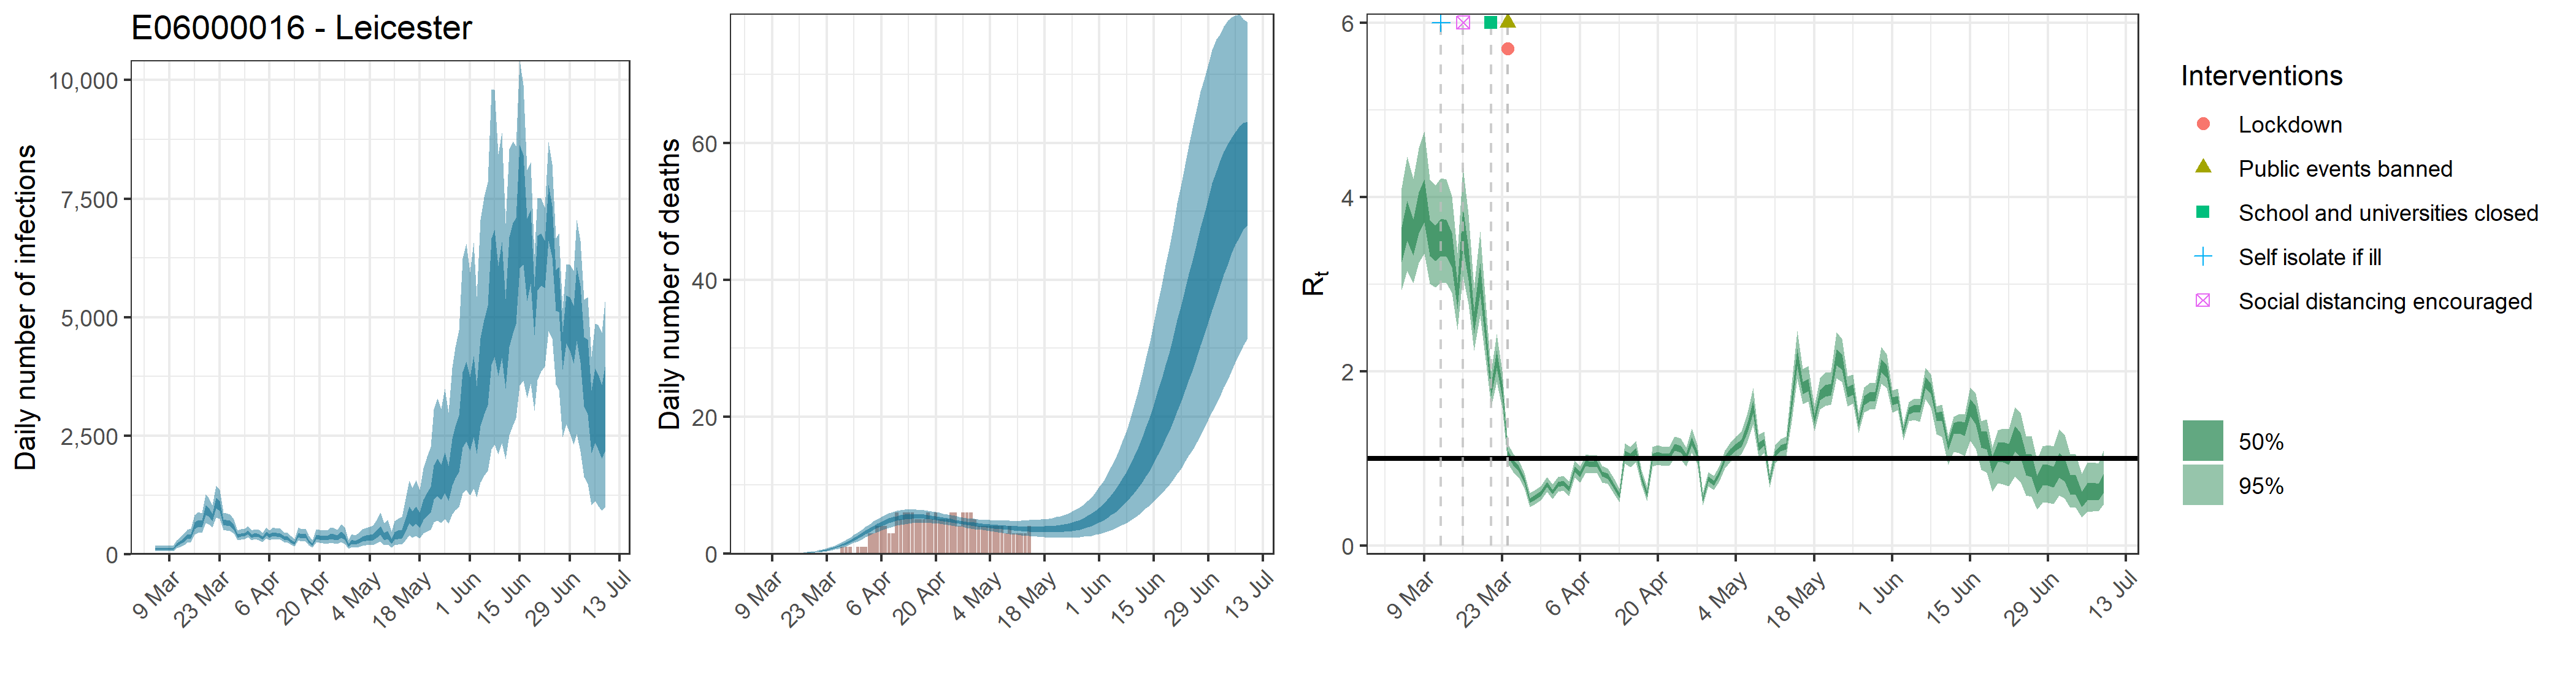 E06000016 - Leicester
Daily number of infections
10,000
7,500
5,000
2,500
0
9 Mar
23 Mar
6 Apr
20 Apr
4 May
18 May
1 Jun
15 Jun
29 Jun
13 Jul
Daily number of deaths
60
40
20
0
9 Mar
23 Mar
6 Apr
20 Apr
4 May
18 May
1 Jun
15 Jun
29 Jun
13 Jul
Rt
6
4
2
0
9 Mar
23 Mar
6 Apr
20 Apr
4 May
18 May
1 Jun
15 Jun
29 Jun
13 Jul
Interventions
Lockdown
Public events banned
School and universities closed
Self isolate if ill
Social distancing encouraged
50%
95%